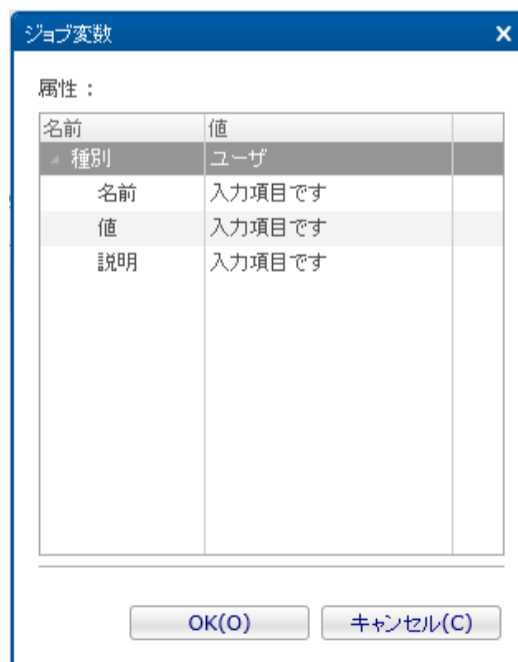 ジョブ変数
属性：
名前 値
種別 ユーザ
名前 入力項目です
値 入力項目です
説明 入力項目です
OK(O) キャンセル(C)